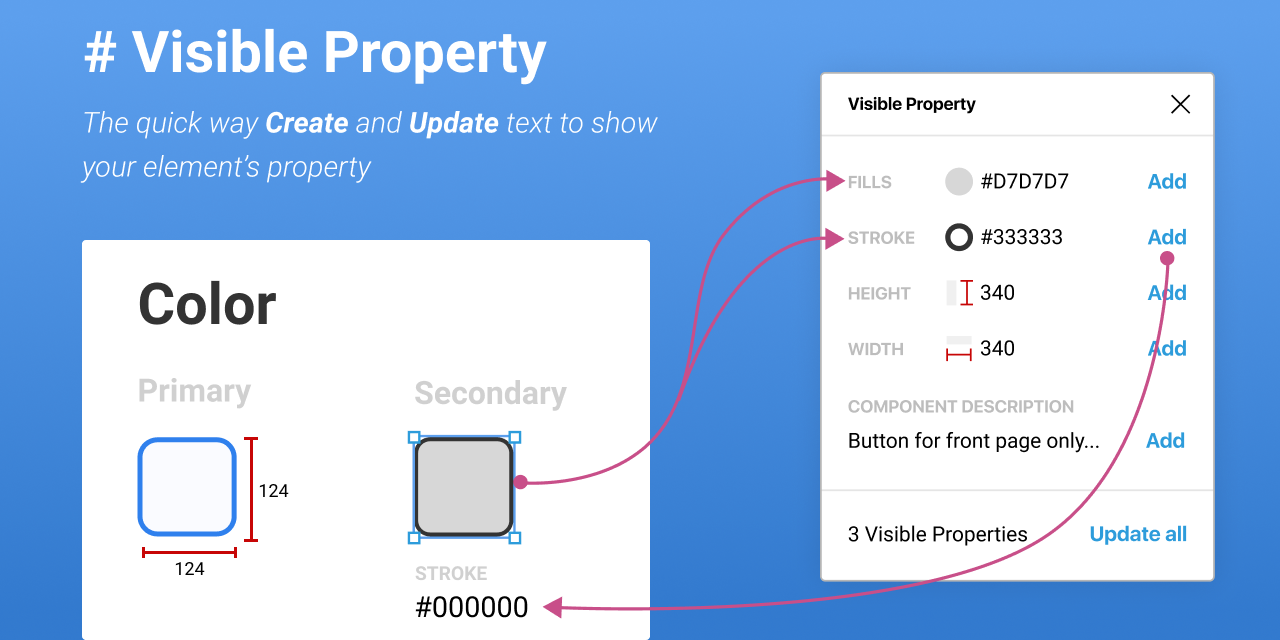 # Visible Property
The quick way Create and Update text to show
your element's property
Color
Primary
Secondary
124
124
STROKE
#000000
Visible Property
FILLS #D7D7D7 Add
STROKE #333333 Add
HEIGHT 340 Add
WIDTH 340 Add
COMPONENT DESCRIPTION
Button for front page only... Add
3 Visible Properties Update all